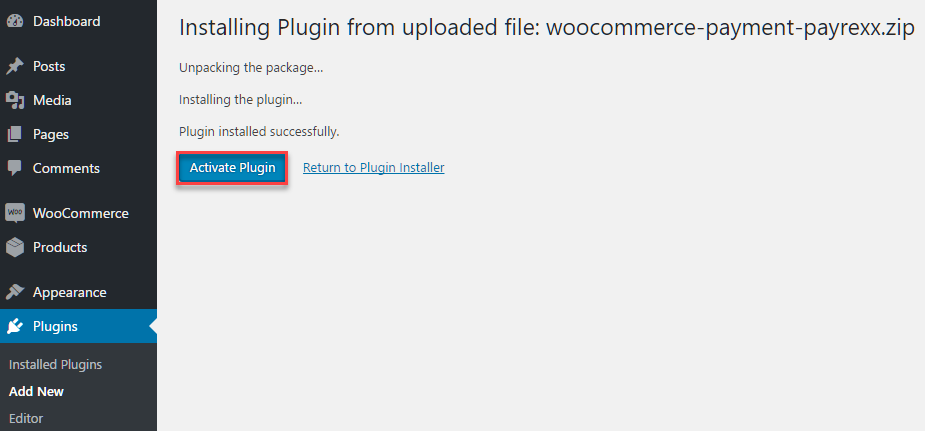 Dashboard
Posts
Media
Pages
Comments
Woo
WooCommerce
Products
Appearance
Plugins
Installed Plugins
Add New
Editor
Installing Plugin from uploaded file: woocommerce-payment-payrexx.zip
Unpacking the package...
Installing the plugin...
Plugin installed successfully.
Activate Plugin Return to Plugin Installer